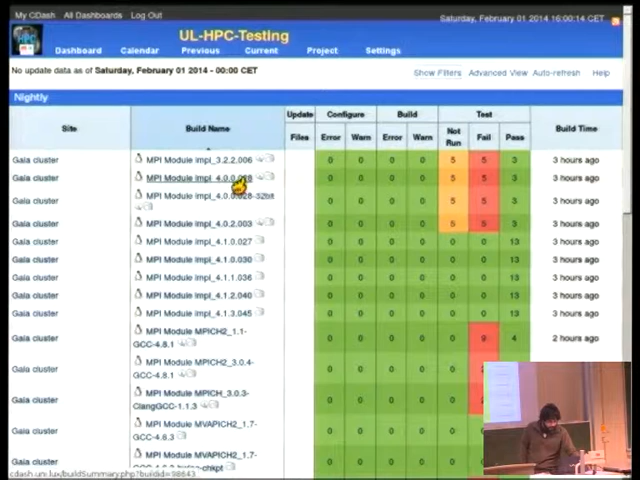 My CDash All Dashboards Log Out
Saturday, February 01 2014 16:00:14 CET
UL-HPC-Testing
Dashboard Calendar Previous Current Project Settings
No update data as of Saturday, February 01 2014 - 00:00 CET
Show Filters Advanced View Auto-refresh Help
Nightly
Site Build Name Update Configure Build Test Build Time
Files Error Warn Error Warn Not Run Fail Pass
Gaia cluster MPI Module impi_3.2.2.006 0 0 0 0 5 5 3 3 hours ago
Gaia cluster MPI Module impi_4.0.0.028 0 0 0 0 5 5 3 3 hours ago
Gaia cluster MPI Module impi_4.0.0.028-32bit 0 0 0 0 5 5 3 3 hours ago
Gaia cluster MPI Module impi_4.0.2.003 0 0 0 0 5 5 3 3 hours ago
Gaia cluster MPI Module impi_4.1.0.027 0 0 0 0 0 0 13 3 hours ago
Gaia cluster MPI Module impi_4.1.0.030 0 0 0 0 0 0 13 3 hours ago
Gaia cluster MPI Module impi_4.1.1.036 0 0 0 0 0 0 13 3 hours ago
Gaia cluster MPI Module impi_4.1.2.040 0 0 0 0 0 0 13 3 hours ago
Gaia cluster MPI Module impi_4.1.3.045 0 0 0 0 0 0 13 3 hours ago
Gaia cluster MPI Module MPICH2_1.1-
GCC-4.8.1 0 0 0 0 0 9 4 2 hours ago
Gaia cluster MPI Module MPICH2_3.0.4-
GCC-4.8.1 0 0 0 0 0
Gaia cluster MPI Module MPICH_3.0.3-
ClangGCC-1.1.3 0 0 0 0 0
Gaia cluster MPI Module MVAPICH2_1.7-
GCC-4.6.3 0 0 0 0 0
Gaia cluster MPI Module MVAPICH2_1.7-
0 0 0 0 0
cdash.uni.lux/buildSummary.php?buildid=98643